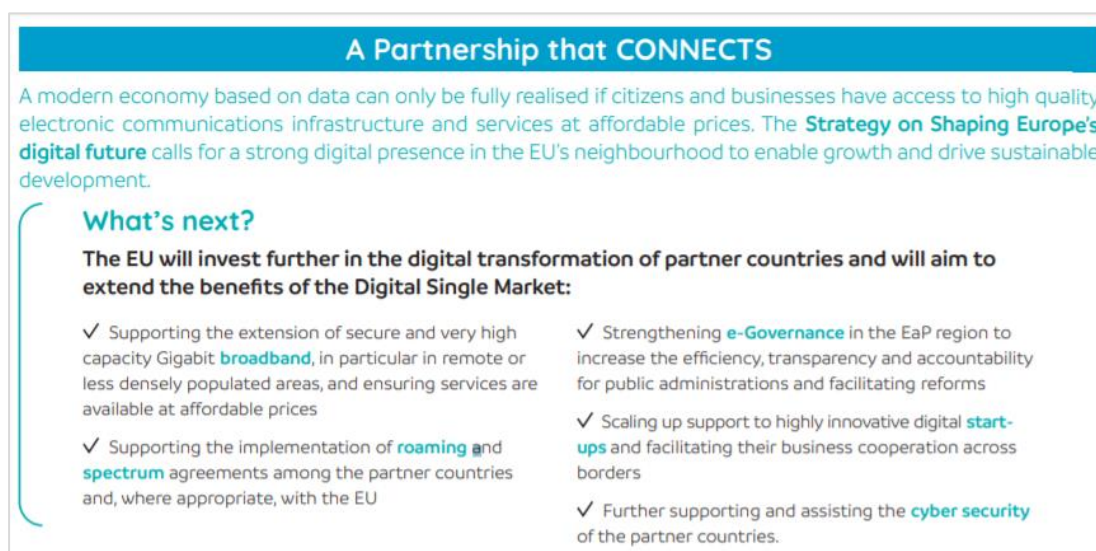 A Partnership that CONNECTS
A modern economy based on data can only be fully realised if citizens and businesses have access to high quality
electronic communications infrastructure and services at affordable prices. The Strategy on Shaping Europe's
digital future calls for a strong digital presence in the EU's neighbourhood to enable growth and drive sustainable
development.
What's next?
The EU will invest further in the digital transformation of partner countries and will aim to
extend the benefits of the Digital Single Market:
✓ Supporting the extension of secure and very high
capacity Gigabit broadband, in particular in remote or
less densely populated areas, and ensuring services are
available at affordable prices
✓ Supporting the implementation of roaming and
spectrum agreements among the partner countries
and, where appropriate, with the EU
✓ Strengthening e-Governance in the EaP region to
increase the efficiency, transparency and accountability
for public administrations and facilitating reforms
✓ Scaling up support to highly innovative digital start-
ups and facilitating their business cooperation across
borders
✓ Further supporting and assisting the cyber security
of the partner countries.